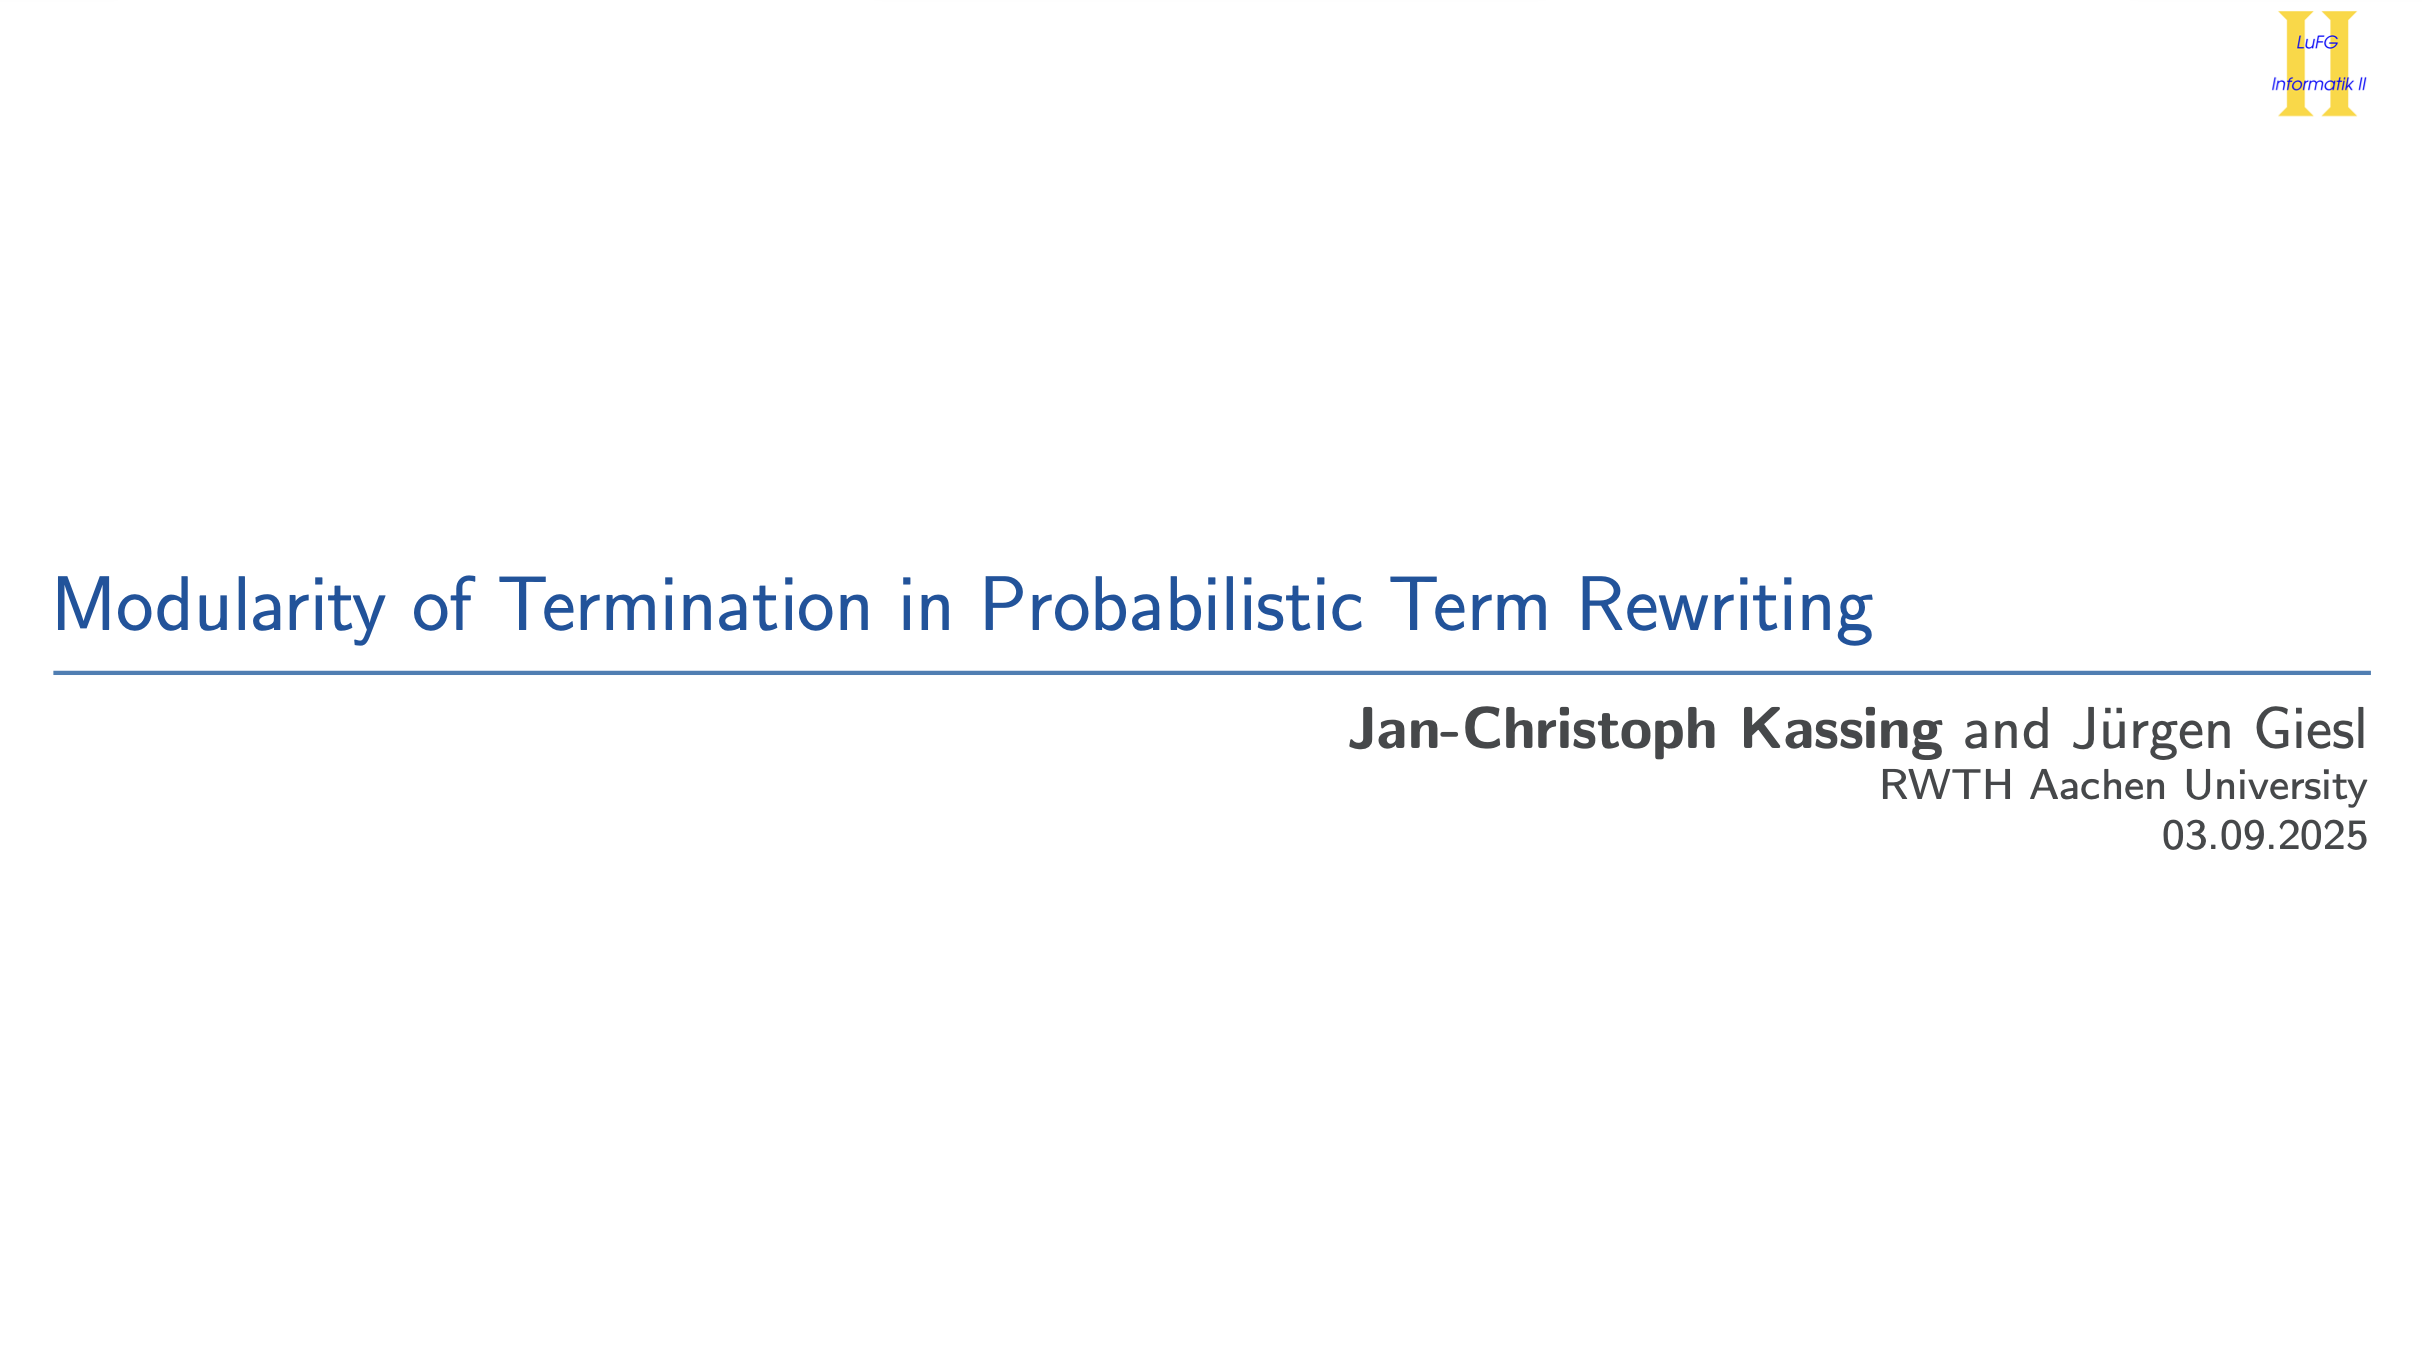 LuFG
Informatik II
Modularity of Termination in Probabilistic Term Rewriting
Jan-Christoph Kassing and Jürgen Giesl
RWTH Aachen University
03.09.2025